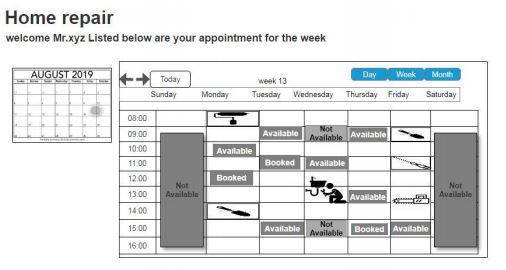 Home repair
welcome Mr.xyz Listed below are your appointment for the week
AUGUST 2019
Today
week 13
Day Week Month
Sunday Monday Tuesday Wednesday Thursday Friday Saturday
08:00
09:00 Available Not Available Available
10:00 Available
11:00 Booked Available
12:00 Booked
Not Available
Not Available
13:00 Available
14:00
15:00 Available Not Available Booked Available
16:00